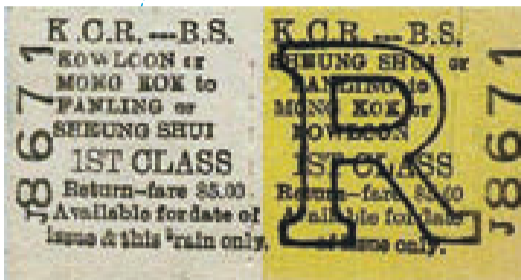 K.C.R.—B.S.
KOWLOON or
MONG KOK to
FANLING or
SHEUNG SHUI
1ST CLASS
Return-fare $5.00
Available for date of
issue & this train only.
J8671
K.C.R.—B.S.
SHEUNG SHUI or
FANLING to
MONG KOK or
KOWLOON
1ST CLASS
Return-fare $5.00
Available for date
of issue only.
R
J8671